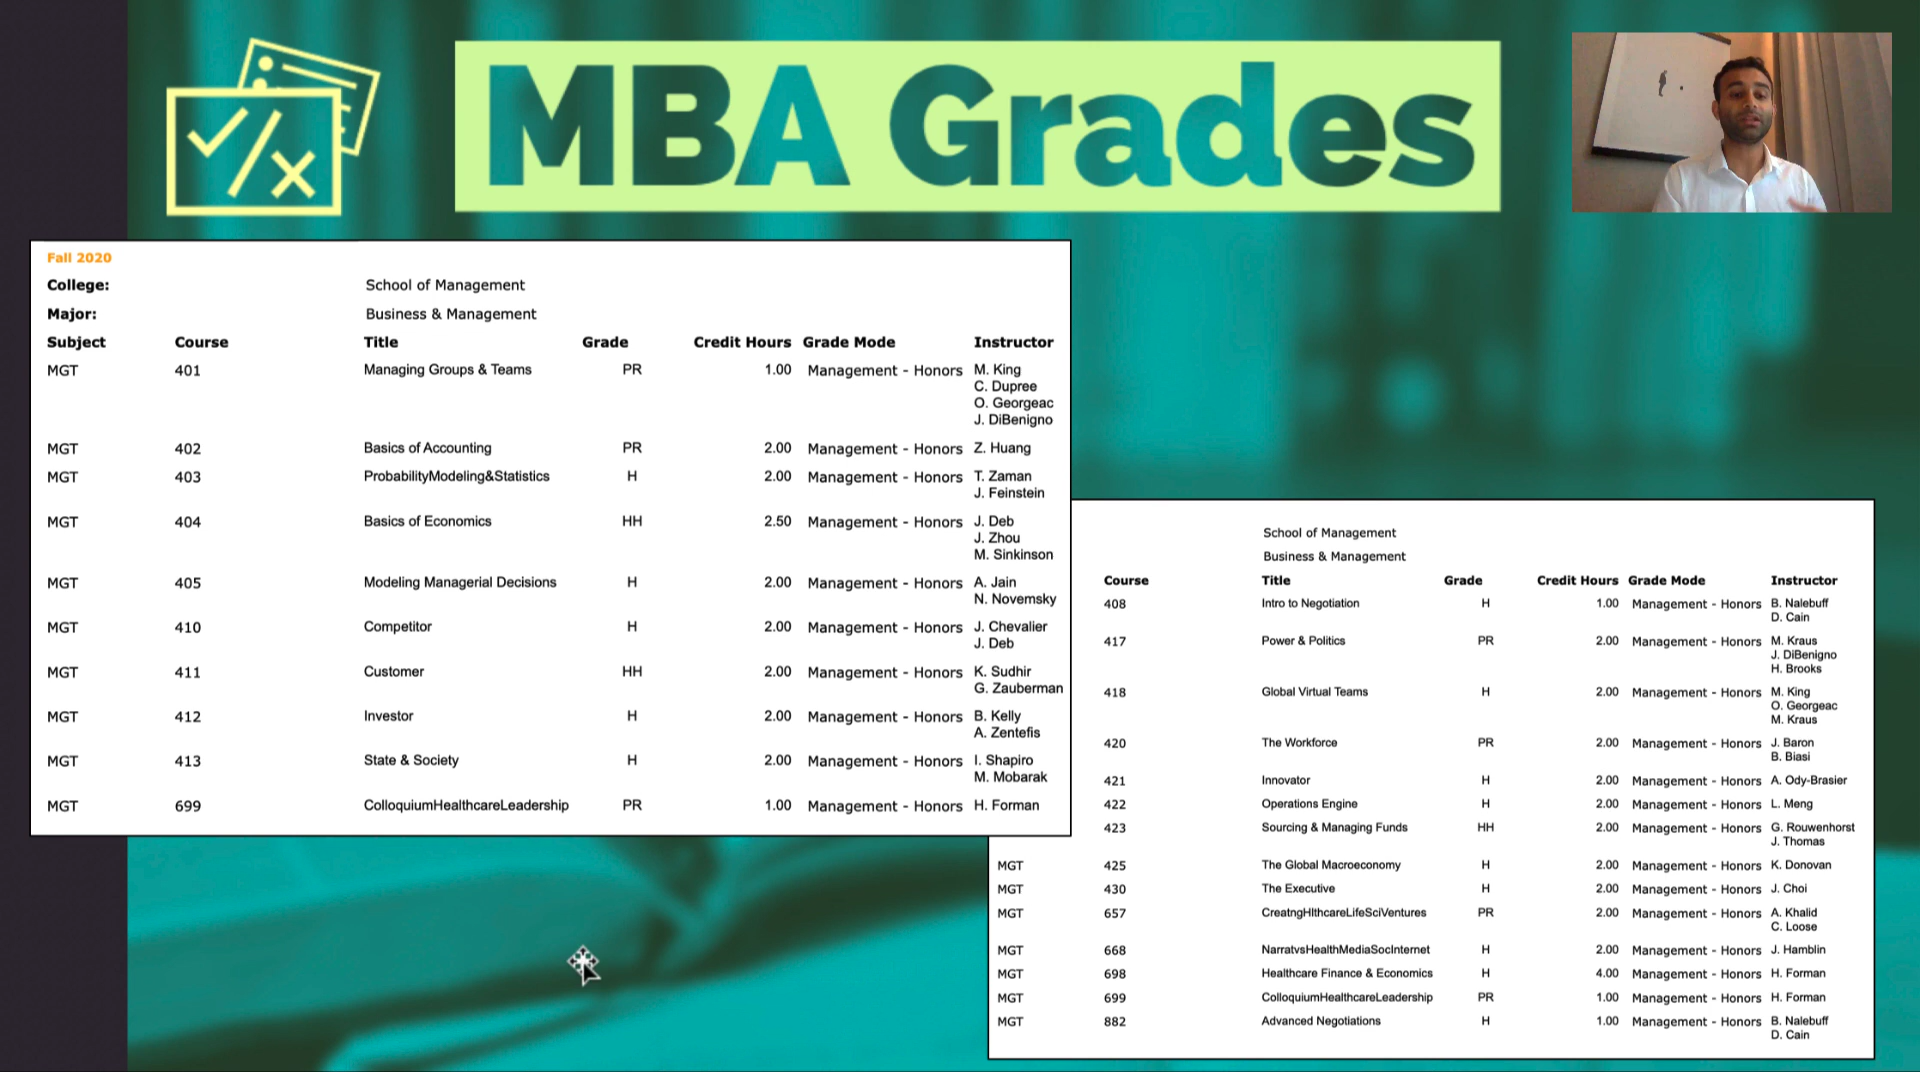 MBA Grades
Fall 2020
College: School of Management
Major: Business & Management
Subject Course Title Grade Credit Hours Grade Mode Instructor
MGT 401 Managing Groups & Teams PR 1.00 Management - Honors M. King
C. Dupree
O. Georgeac
J. DiBenigno
MGT 402 Basics of Accounting PR 2.00 Management - Honors Z. Huang
MGT 403 ProbabilityModeling&Statistics H 2.00 Management - Honors T. Zaman
J. Feinstein
MGT 404 Basics of Economics HH 2.50 Management - Honors J. Deb
J. Zhou
M. Sinkinson
MGT 405 Modeling Managerial Decisions H 2.00 Management - Honors A. Jain
N. Novemsky
MGT 410 Competitor H 2.00 Management - Honors J. Chevalier
J. Deb
MGT 411 Customer HH 2.00 Management - Honors K. Sudhir
G. Zauberman
MGT 412 Investor H 2.00 Management - Honors B. Kelly
A. Zentefis
MGT 413 State & Society H 2.00 Management - Honors I. Shapiro
M. Mobarak
MGT 699 ColloquiumHealthcareLeadership PR 1.00 Management - Honors H. Forman
School of Management
Business & Management
Course Title Grade Credit Hours Grade Mode Instructor
408 Intro to Negotiation H 1.00 Management - Honors B. Nalebuff
D. Cain
417 Power & Politics PR 2.00 Management - Honors M. Kraus
J. DiBenigno
H. Brooks
418 Global Virtual Teams H 2.00 Management - Honors M. King
O. Georgeac
M. Kraus
420 The Workforce PR 2.00 Management - Honors J. Baron
B. Biasi
421 Innovator H 2.00 Management - Honors A. Ody-Brasier
422 Operations Engine H 2.00 Management - Honors L. Meng
423 Sourcing & Managing Funds HH 2.00 Management - Honors G. Rouwenhorst
J. Thomas
MGT 425 The Global Macroeconomy H 2.00 Management - Honors K. Donovan
MGT 430 The Executive H 2.00 Management - Honors J. Choi
MGT 657 CreatngHlthcareLifeSciVentures PR 2.00 Management - Honors A. Khalid
C. Loose
MGT 668 NarratvsHealthMediaSocInternet H 2.00 Management - Honors J. Hamblin
MGT 698 Healthcare Finance & Economics H 4.00 Management - Honors H. Forman
MGT 699 ColloquiumHealthcareLeadership PR 1.00 Management - Honors H. Forman
MGT 882 Advanced Negotiations H 1.00 Management - Honors B. Nalebuff
D. Cain